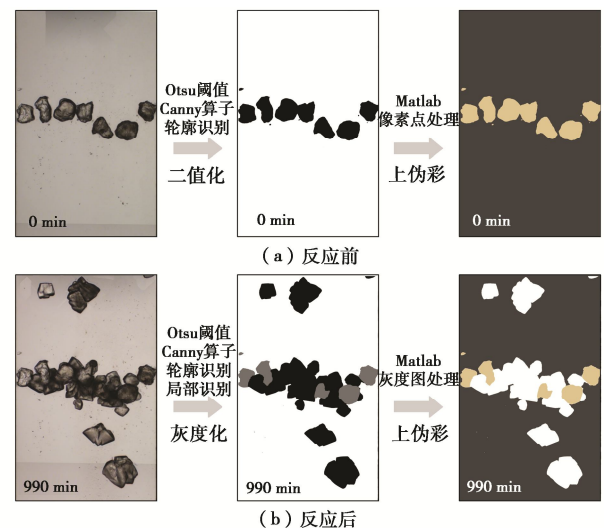 Otsu阈值
Canny算子
轮廓识别
二值化
Matlab
像素点处理
上伪彩
0 min
0 min
0 min
（a）反应前
Otsu阈值
Canny算子
轮廓识别
局部识别
灰度化
Matlab
灰度图处理
上伪彩
990 min
990 min
990 min
（b）反应后